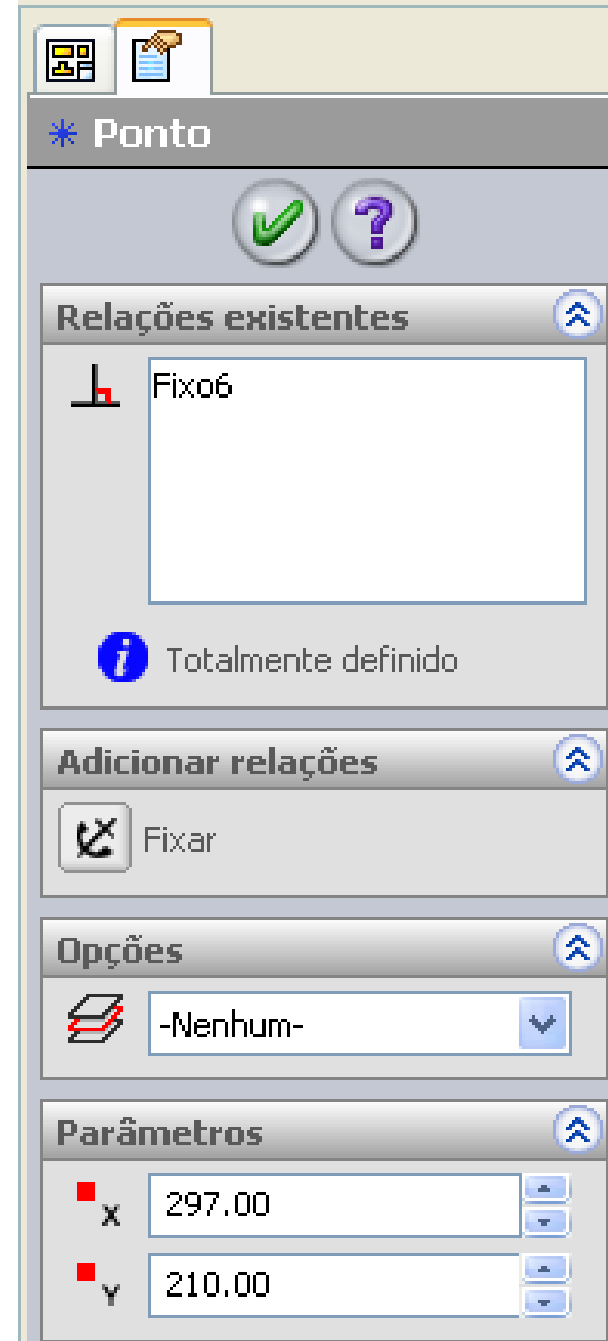 Ponto
?
Relações existentes
Fixo6
i Totalmente definido
Adicionar relações
Fixar
Opções
-Nenhum-
Parâmetros
X 297.00
Y 210.00